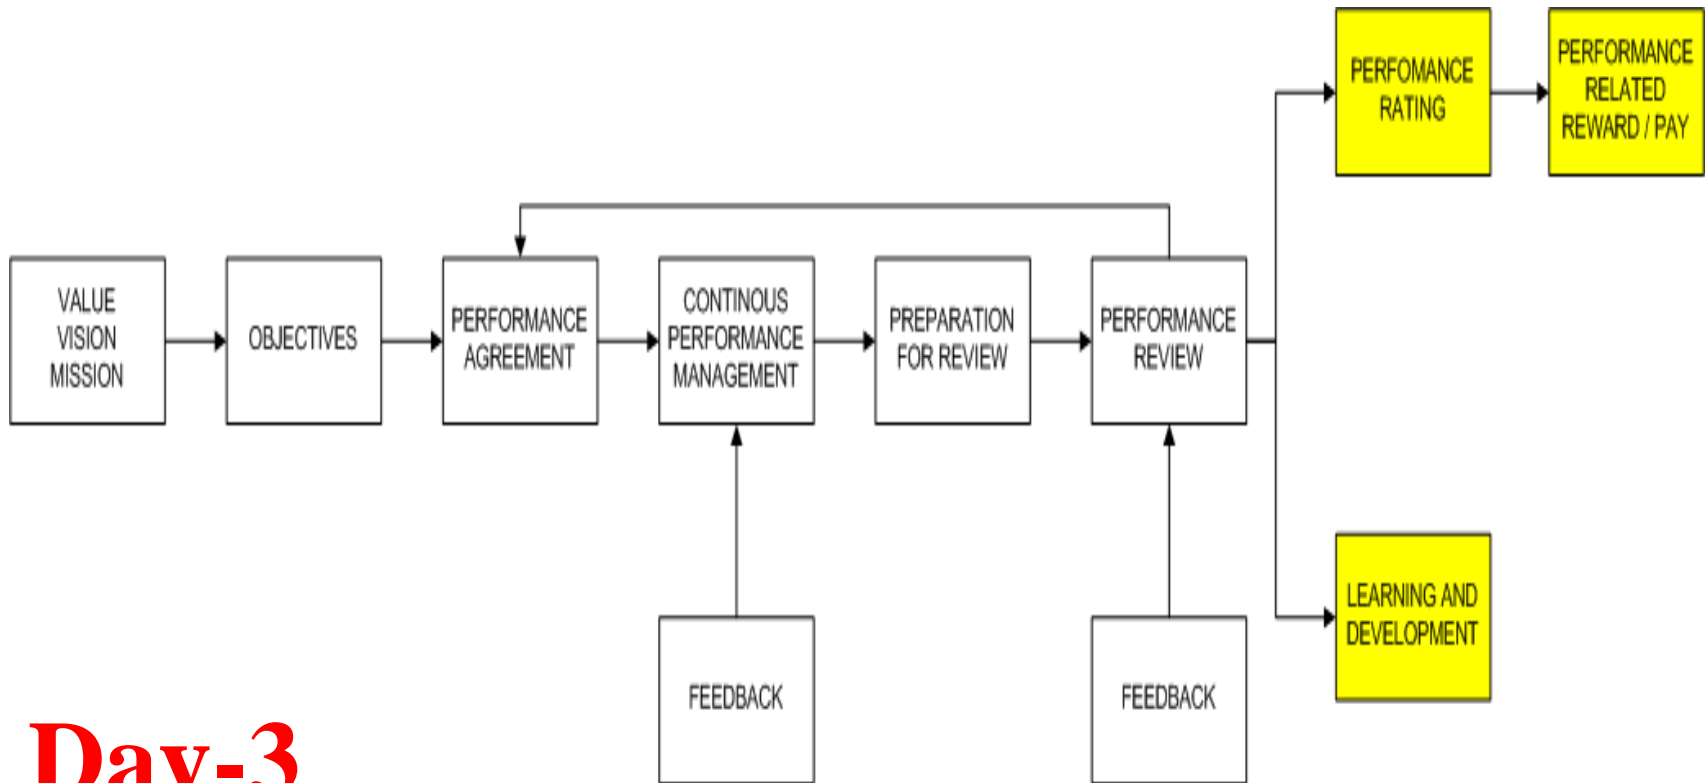 PERFOMANCE
RATING
PERFORMANCE
RELATED
REWARD / PAY
VALUE
VISION
MISSION
OBJECTIVES
PERFORMANCE
AGREEMENT
CONTINOUS
PERFORMANCE
MANAGEMENT
PREPARATION
FOR REVIEW
PERFORMANCE
REVIEW
LEARNING AND
DEVELOPMENT
FEEDBACK
FEEDBACK
Day-3